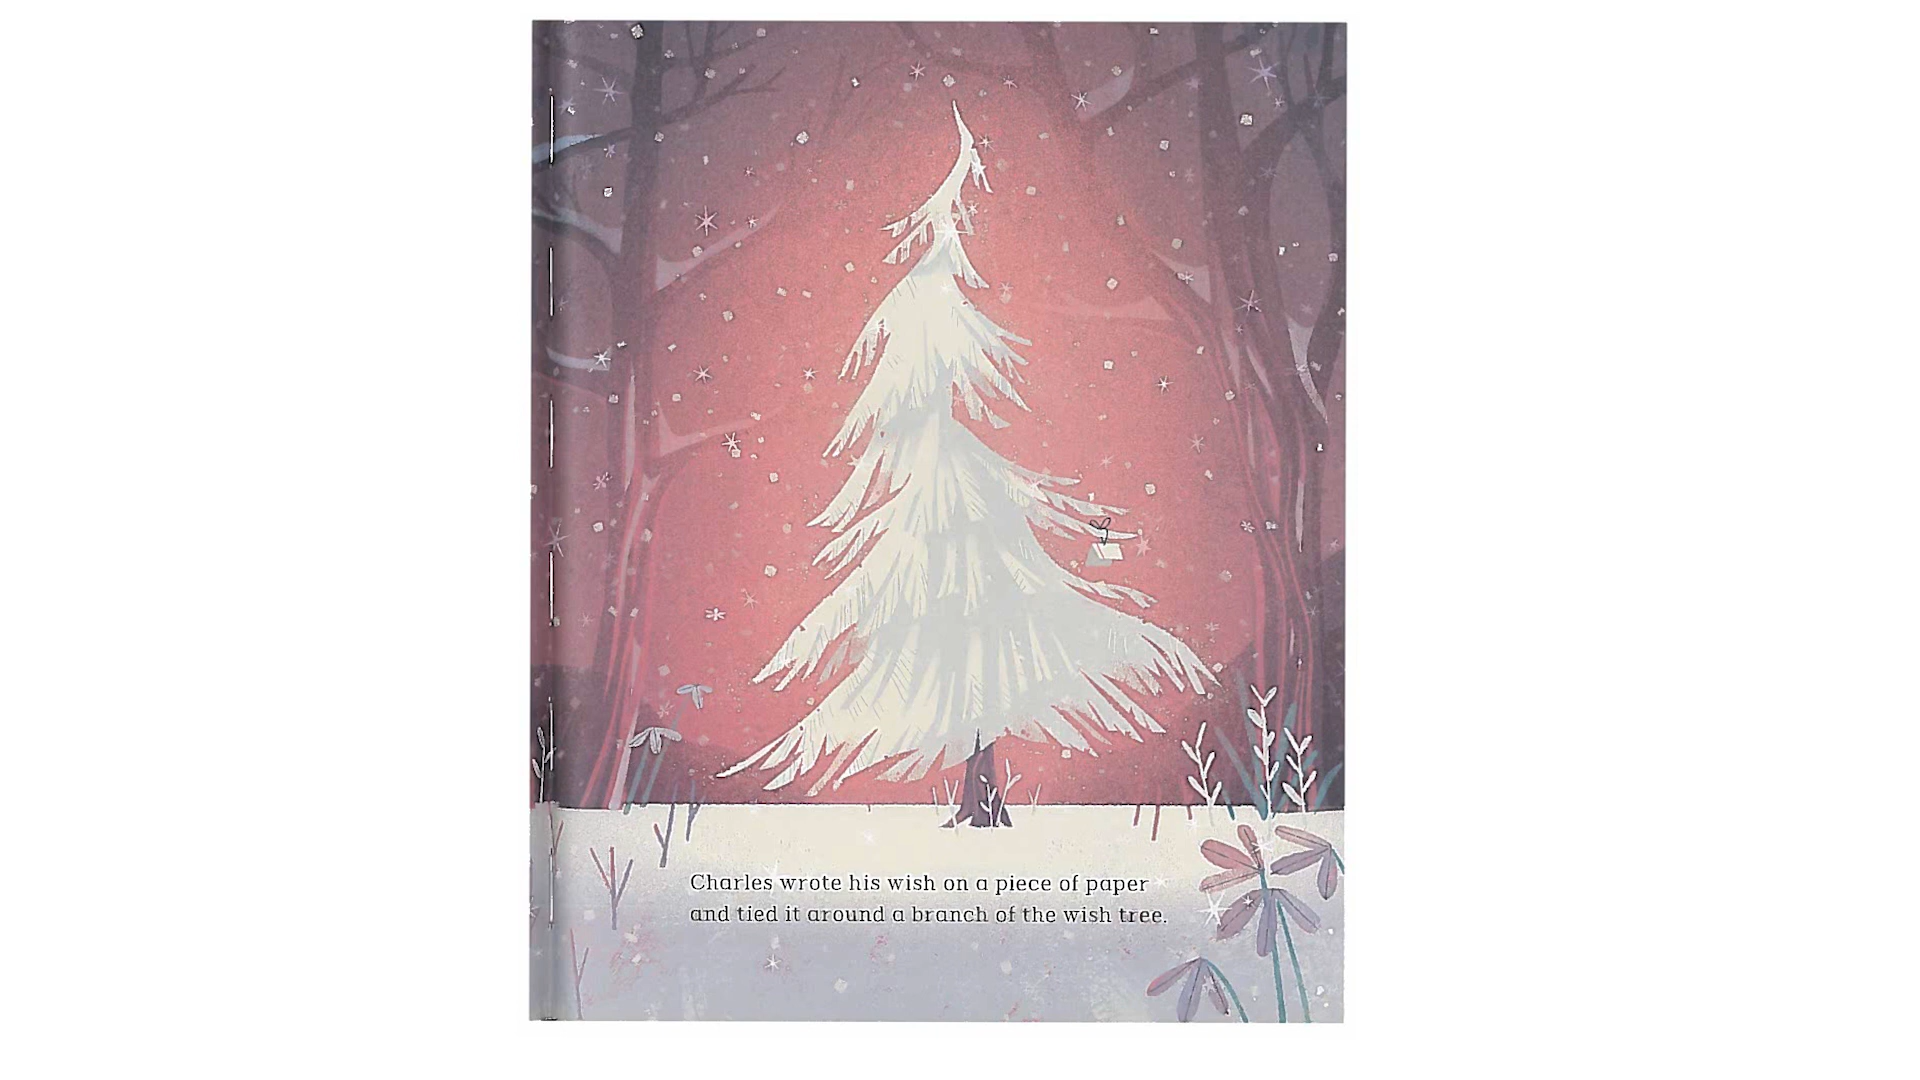 Charles wrote his wish on a piece of paper
and tied it around a branch of the wish tree.